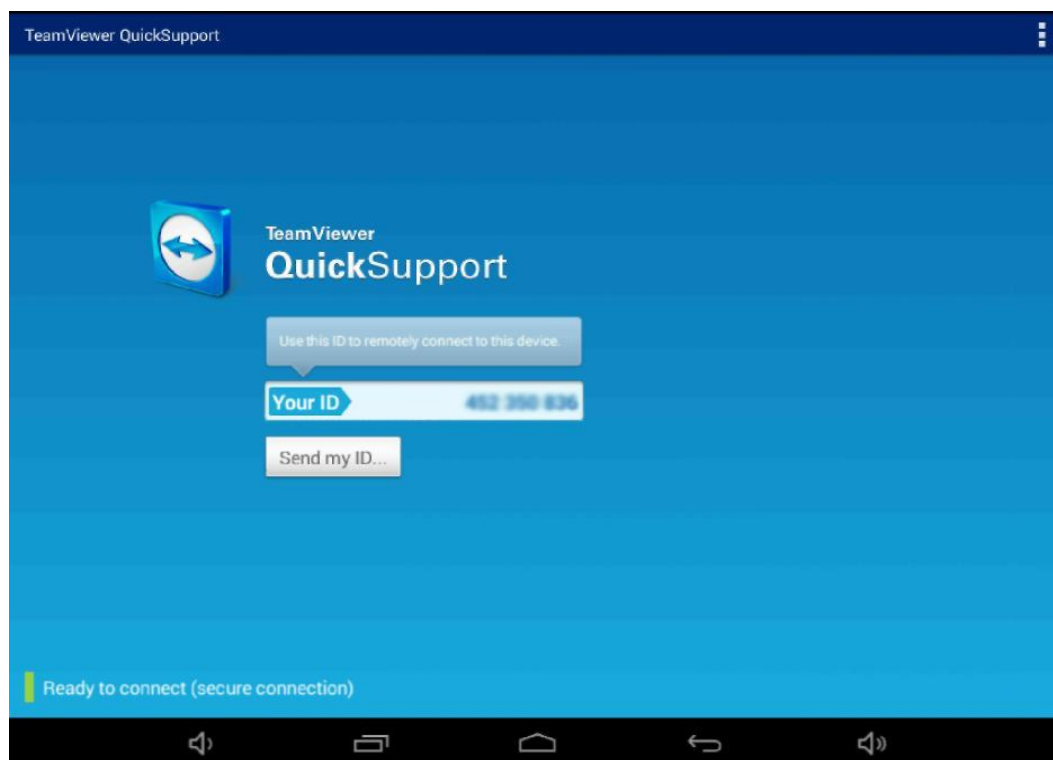 TeamViewer QuickSupport
TeamViewer
QuickSupport
Use this ID to remotely connect to this device.
Your ID
Send my ID...
Ready to connect (secure connection)